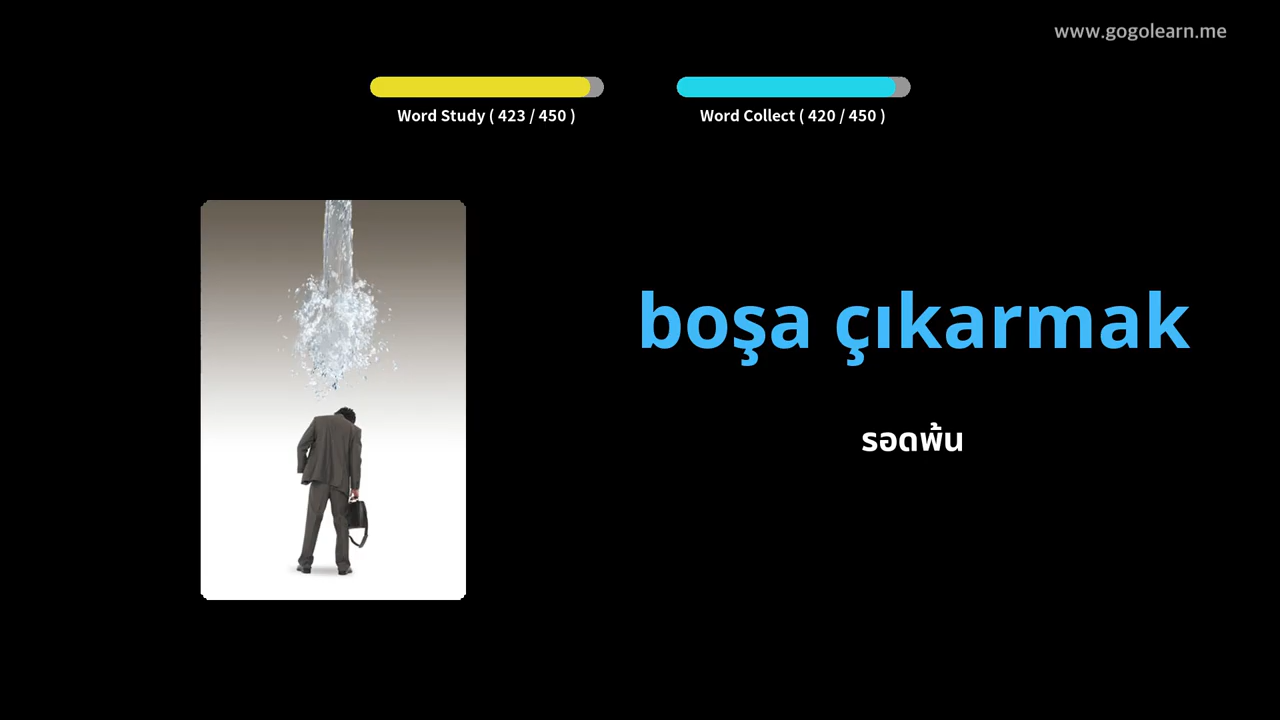 www.gogolearn.me
Word Study ( 423 / 450 )
Word Collect ( 420 / 450 )
boşa çıkarmak
รอดพ้น